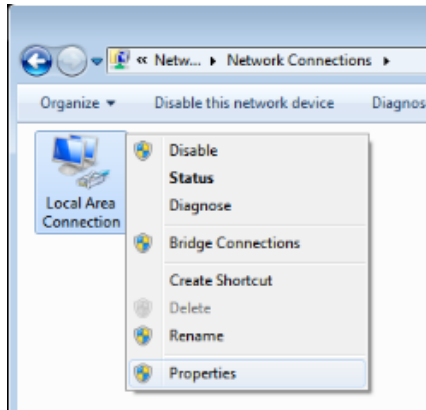 « Netw... ▸ Network Connections ▸
Organize ▾ Disable this network device Diagnos
Local Area
Connection
Disable
Status
Diagnose
Bridge Connections
Create Shortcut
Delete
Rename
Properties